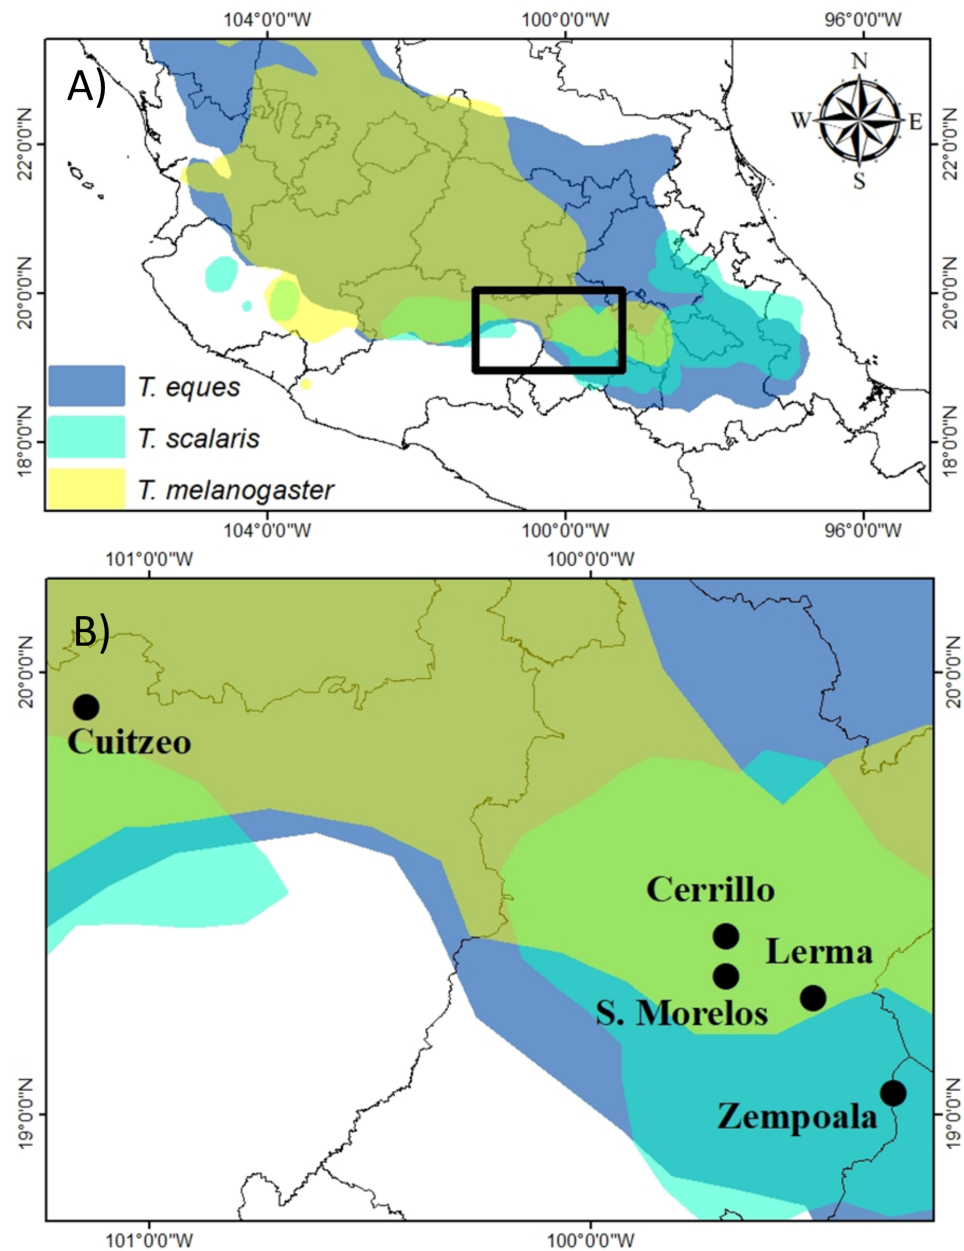 104°0'0"W 100°0'0"W 96°0'0"W
A)
N
W E
S
22°0'0"N 22°0'0"N
20°0'0"N 20°0'0"N
18°0'0"N 18°0'0"N
T. eques
T. scalaris
T. melanogaster
104°0'0"W 100°0'0"W 96°0'0"W
101°0'0"W 100°0'0"W
B)
20°0'0"N 20°0'0"N
Cuitzeo
Cerrillo
Lerma
S. Morelos
19°0'0"N 19°0'0"N
Zempoala
101°0'0"W 100°0'0"W